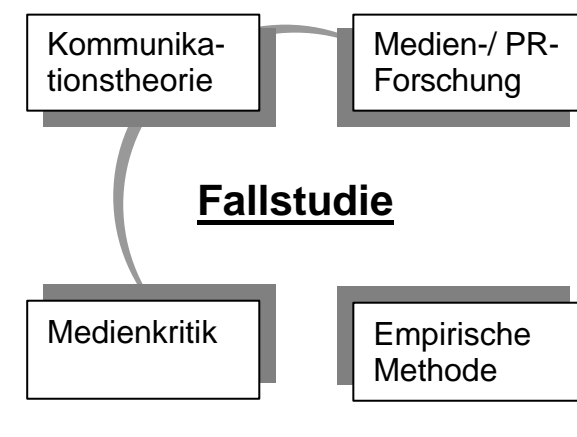 Kommunika-
tionstheorie
Medien-/ PR-
Forschung
Fallstudie
Medienkritik
Empirische
Methode